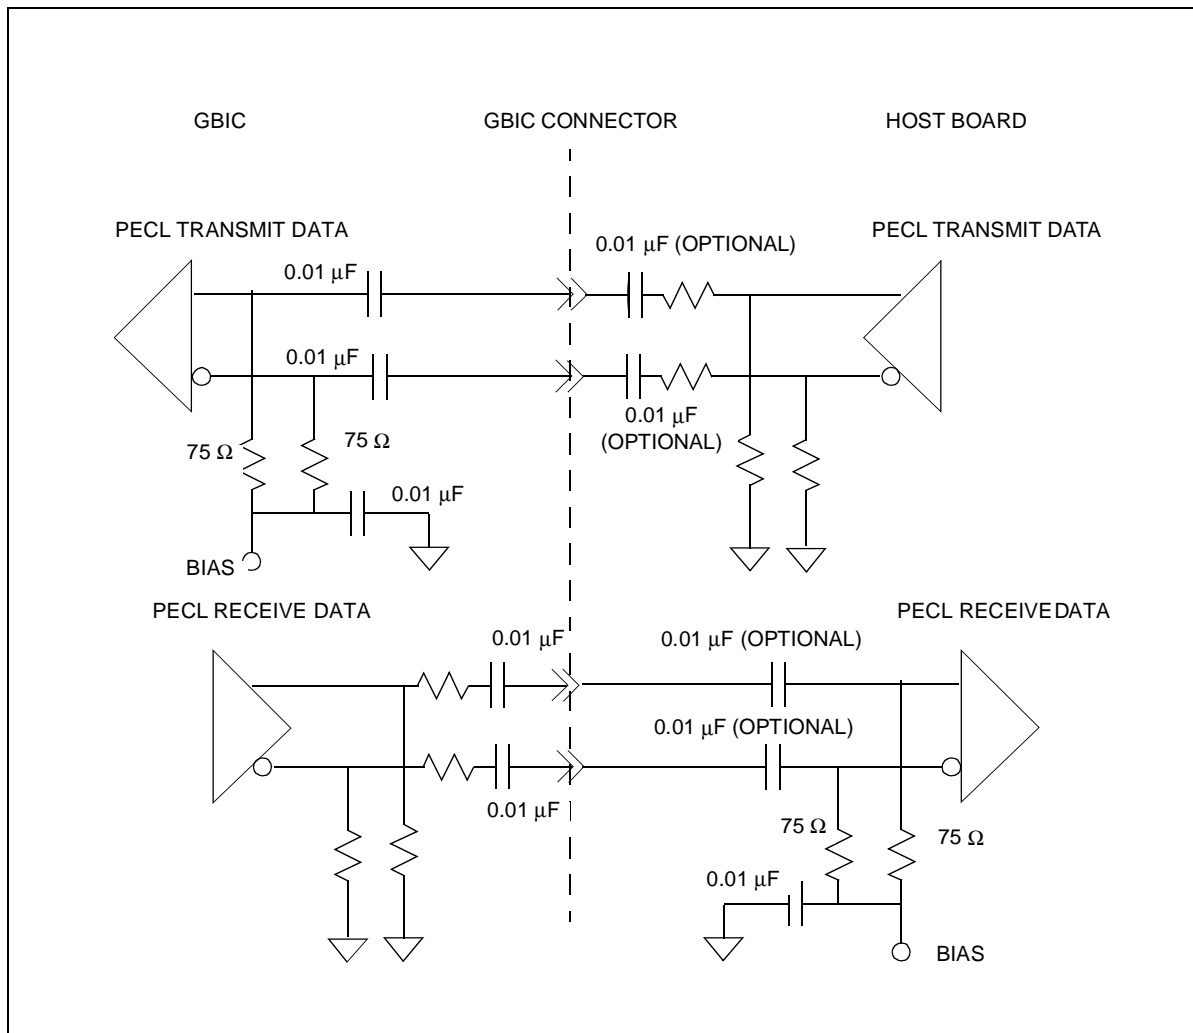 GBIC
GBIC CONNECTOR
HOST BOARD
PECL TRANSMIT DATA
0.01 μF (OPTIONAL)
PECL TRANSMIT DATA
0.01 μF
0.01 μF
0.01 μF
(OPTIONAL)
75 Ω
75 Ω
0.01 μF
BIAS
PECL RECEIVE DATA
PECL RECEIVE DATA
0.01 μF
0.01 μF (OPTIONAL)
0.01 μF (OPTIONAL)
0.01 μF
75 Ω
75 Ω
0.01 μF
BIAS